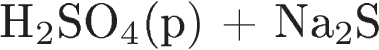 H₂SO₄(p) + Na₂S